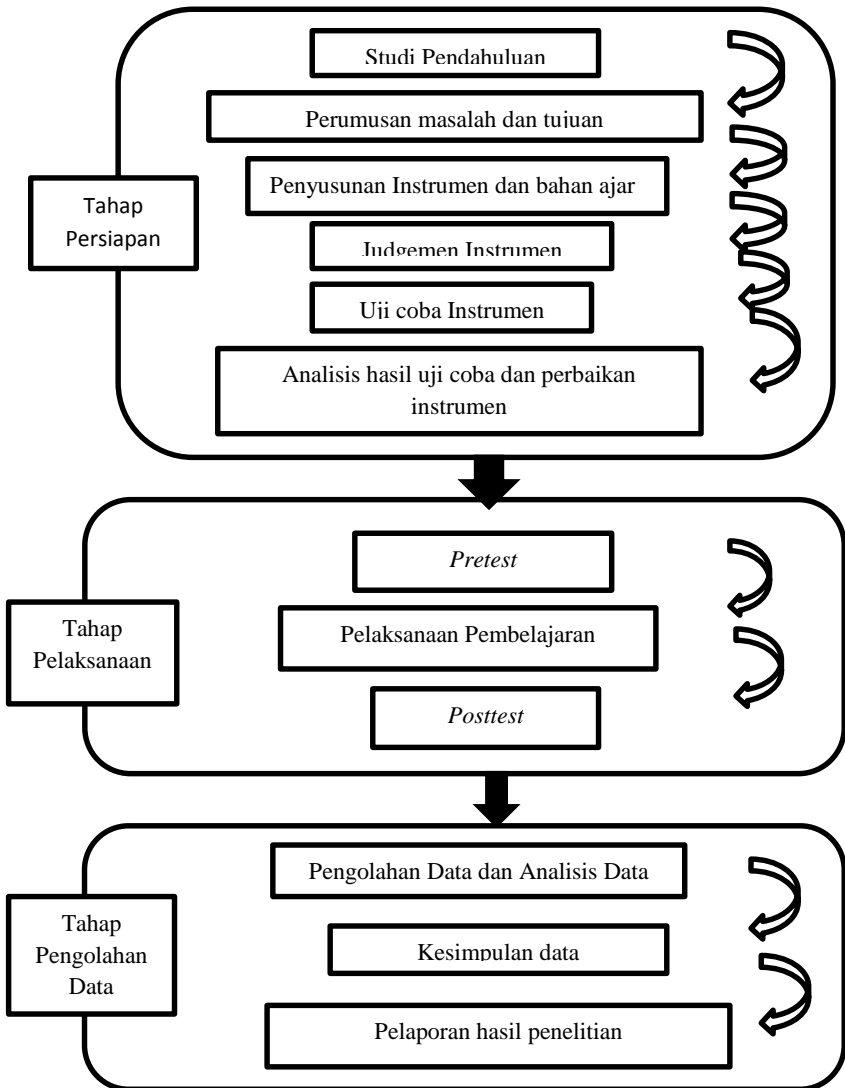 Studi Pendahuluan
Perumusan masalah dan tujuan
Penyusunan Instrumen dan bahan ajar
Tahap
Persiapan
Judgemen Instrumen
Uji coba Instrumen
Analisis hasil uji coba dan perbaikan
instrumen
Pretest
Tahap
Pelaksanaan
Pelaksanaan Pembelajaran
Posttest
Pengolahan Data dan Analisis Data
Tahap
Pengolahan
Data
Kesimpulan data
Pelaporan hasil penelitian